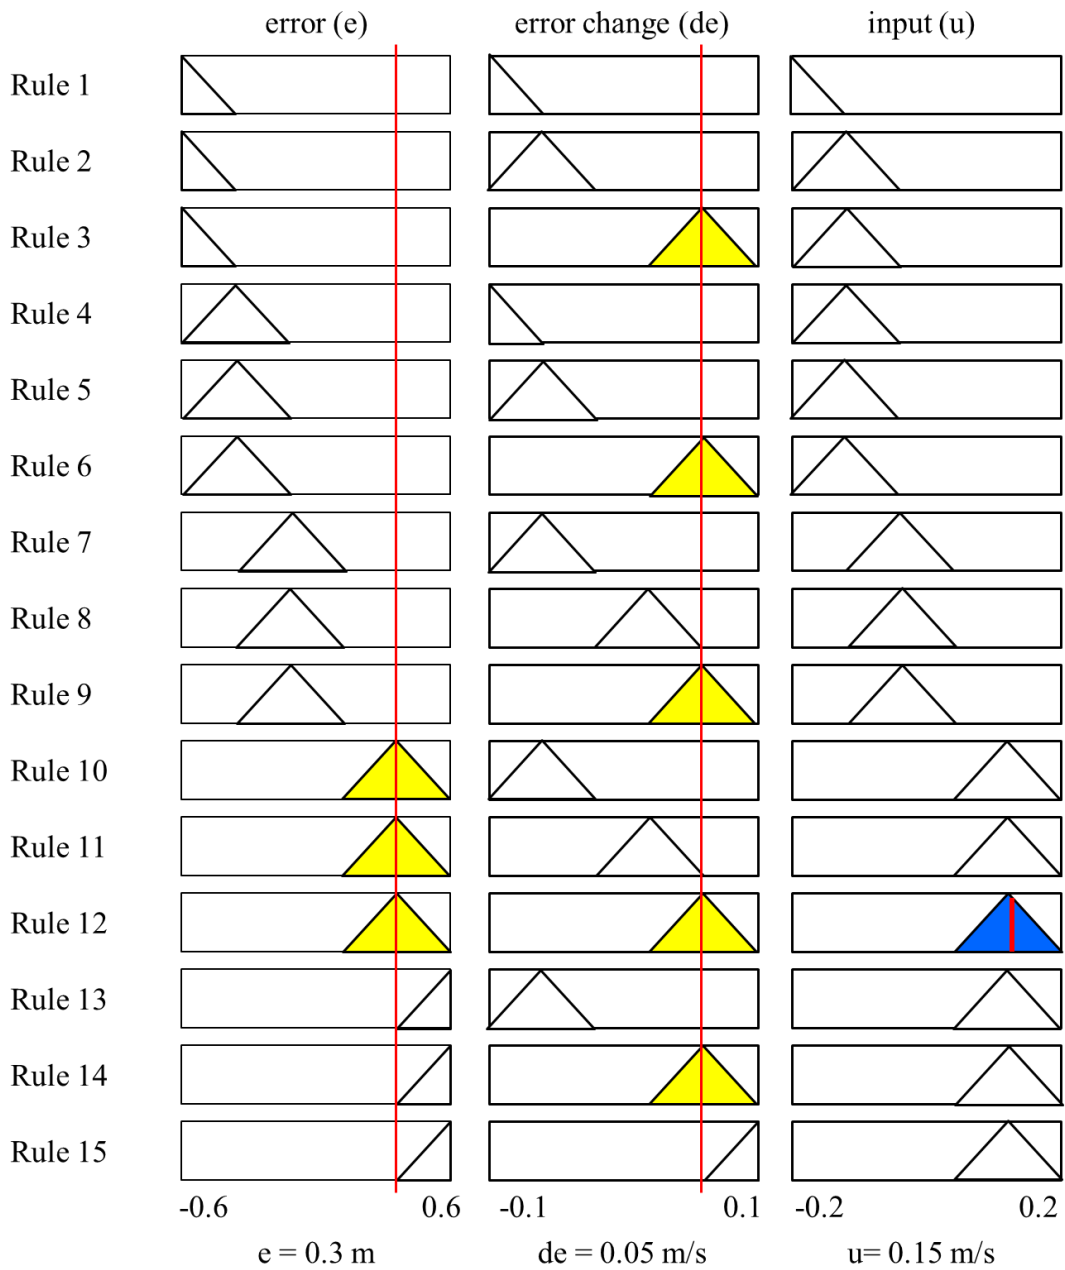 error (e) error change (de) input (u)
Rule 1
Rule 2
Rule 3
Rule 4
Rule 5
Rule 6
Rule 7
Rule 8
Rule 9
Rule 10
Rule 11
Rule 12
Rule 13
Rule 14
Rule 15
-0.6 0.6 -0.1 0.1 -0.2 0.2
e = 0.3 m de = 0.05 m/s u= 0.15 m/s